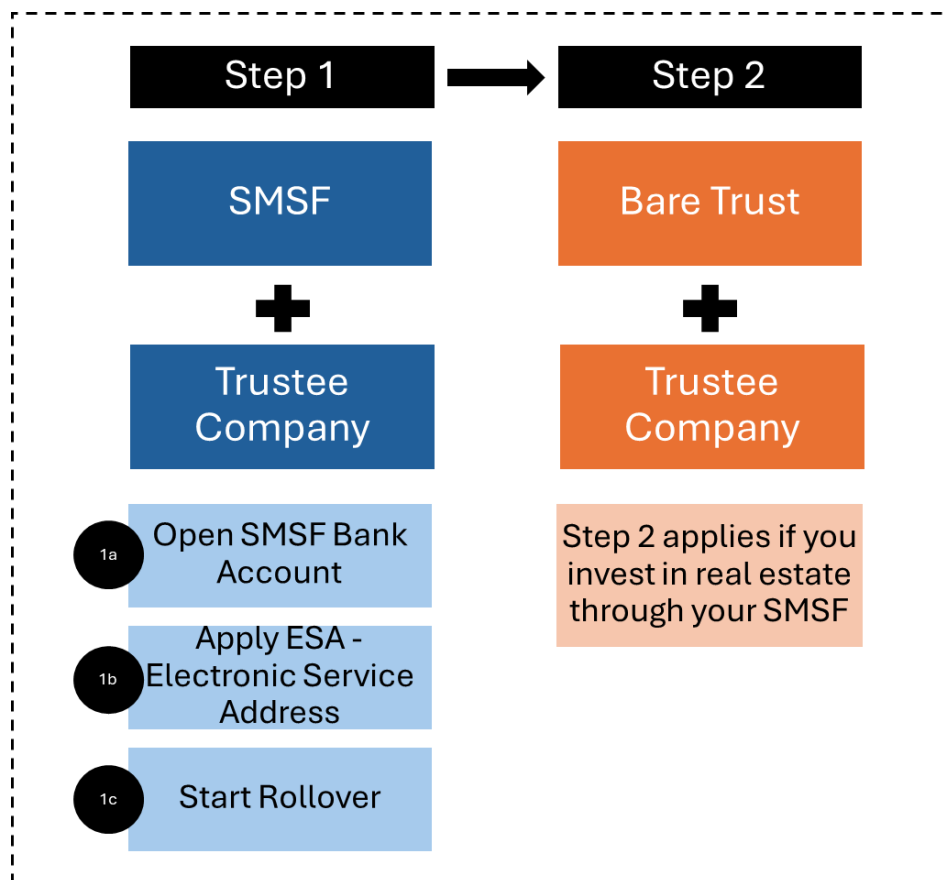 Step 1
Step 2
SMSF
Bare Trust
Trustee
Company
Trustee
Company
1a
Open SMSF Bank
Account
Step 2 applies if you
invest in real estate
through your SMSF
1b
Apply ESA -
Electronic Service
Address
1c
Start Rollover